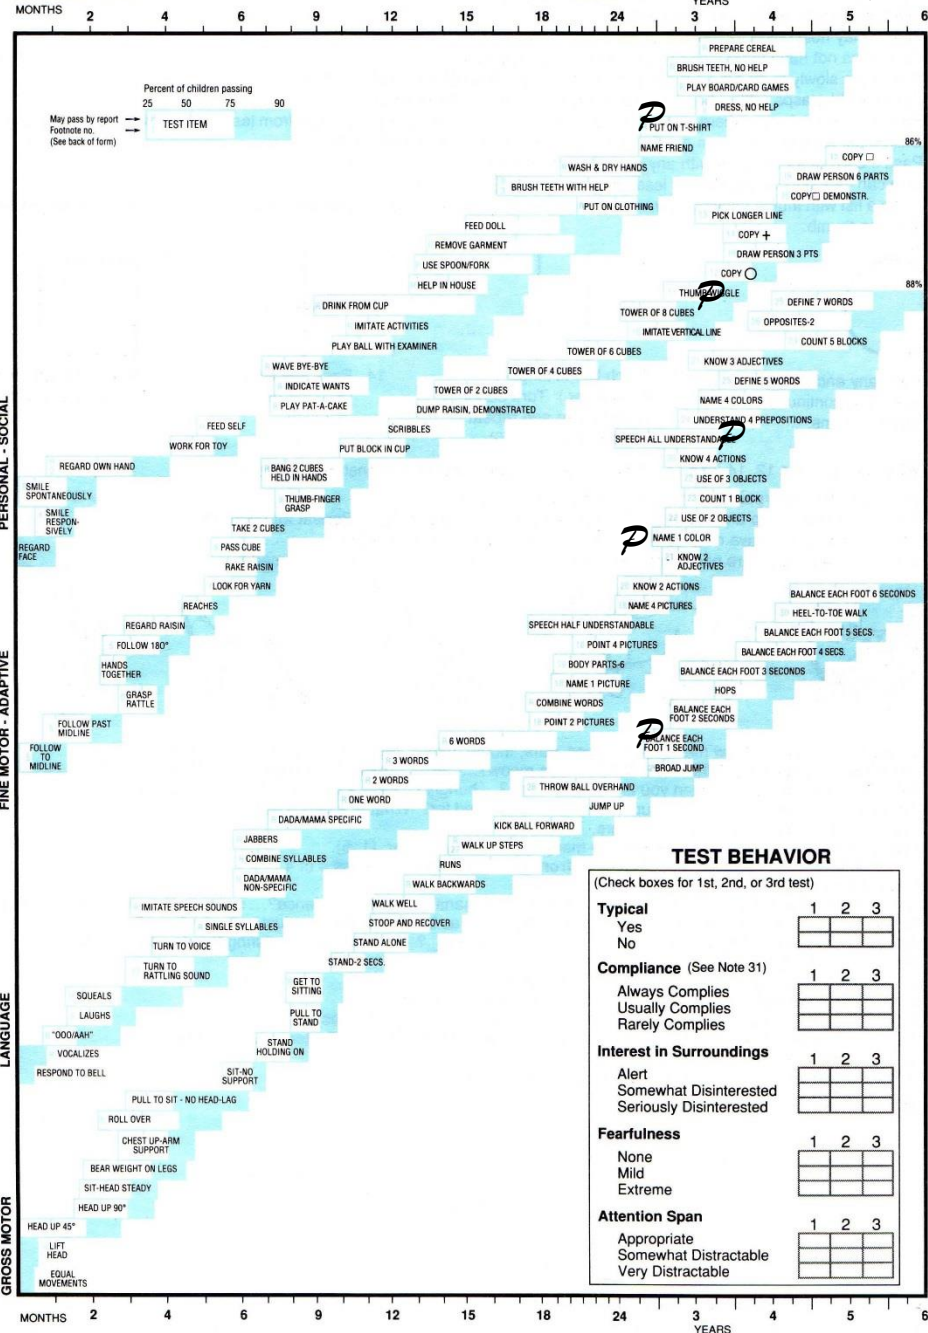 YEARS
MONTHS 2 4 6 9 12 15 18 24 3 4 5 6
PREPARE CEREAL
BRUSH TEETH, NO HELP
Percent of children passing
PLAY BOARD/CARD GAMES
25 50 75 90
DRESS, NO HELP
May pass by report
TEST ITEM
Footnote no.
(See back of form)
P
PUT ON T-SHIRT
NAME FRIEND
86%
COPY □
WASH & DRY HANDS
DRAW PERSON 6 PARTS
BRUSH TEETH WITH HELP
COPY □ DEMONSTR.
PUT ON CLOTHING
PICK LONGER LINE
FEED DOLL
COPY +
REMOVE GARMENT
DRAW PERSON 3 PTS
USE SPOON/FORK
COPY ○
HELP IN HOUSE
88%
THUMB WIGGLE
P
DRINK FROM CUP
DEFINE 7 WORDS
TOWER OF 8 CUBES
IMITATE ACTIVITIES
OPPOSITES-2
IMITATE VERTICAL LINE
PLAY BALL WITH EXAMINER
COUNT 5 BLOCKS
TOWER OF 6 CUBES
WAVE BYE-BYE
KNOW 3 ADJECTIVES
TOWER OF 4 CUBES
INDICATE WANTS
DEFINE 5 WORDS
TOWER OF 2 CUBES
NAME 4 COLORS
PLAY PAT-A-CAKE
DUMP RAISIN, DEMONSTRATED
UNDERSTAND 4 PREPOSITIONS
FEED SELF
SCRIBBLES
P
SPEECH ALL UNDERSTANDABLE
WORK FOR TOY
PUT BLOCK IN CUP
KNOW 4 ACTIONS
REGARD OWN HAND
BANG 2 CUBES
HELD IN HANDS
USE OF 3 OBJECTS
SMILE
SPONTANEOUSLY
THUMB-FINGER
GRASP
COUNT 1 BLOCK
SMILE
RESPON-
SIVELY
TAKE 2 CUBES
USE OF 2 OBJECTS
P
NAME 1 COLOR
REGARD
FACE
PASS CUBE
KNOW 2
ADJECTIVES
RAKE RAISIN
LOOK FOR YARN
KNOW 2 ACTIONS
BALANCE EACH FOOT 6 SECONDS
REACHES
NAME 4 PICTURES
HEEL-TO-TOE WALK
REGARD RAISIN
SPEECH HALF UNDERSTANDABLE
BALANCE EACH FOOT 5 SECS.
FOLLOW 180°
POINT 4 PICTURES
BALANCE EACH FOOT 4 SECS.
HANDS
TOGETHER
BODY PARTS-6
BALANCE EACH FOOT 3 SECONDS
NAME 1 PICTURE
HOPS
GRASP
RATTLE
COMBINE WORDS
BALANCE EACH
FOOT 2 SECONDS
FOLLOW PAST
MIDLINE
POINT 2 PICTURES
P
BALANCE EACH
FOOT 1 SECOND
6 WORDS
FOLLOW
TO
MIDLINE
3 WORDS
BROAD JUMP
2 WORDS
THROW BALL OVERHAND
ONE WORD
JUMP UP
DADA/MAMA SPECIFIC
KICK BALL FORWARD
JABBERS
WALK UP STEPS
COMBINE SYLLABLES
RUNS
DADA/MAMA
NON-SPECIFIC
WALK BACKWARDS
IMITATE SPEECH SOUNDS
WALK WELL
SINGLE SYLLABLES
STOOP AND RECOVER
TURN TO VOICE
STAND ALONE
TURN TO
RATTLING SOUND
STAND-2 SECS.
GET TO
SITTING
SQUEALS
LAUGHS
PULL TO
STAND
"OOO/AAH"
STAND
HOLDING ON
VOCALIZES
RESPOND TO BELL
SIT-NO
SUPPORT
PULL TO SIT - NO HEAD-LAG
ROLL OVER
CHEST UP-ARM
SUPPORT
BEAR WEIGHT ON LEGS
SIT-HEAD STEADY
HEAD UP 90°
HEAD UP 45°
LIFT
HEAD
EQUAL
MOVEMENTS
PERSONAL - SOCIAL
FINE MOTOR - ADAPTIVE
LANGUAGE
GROSS MOTOR
TEST BEHAVIOR
(Check boxes for 1st, 2nd, or 3rd test)
Typical 1 2 3
Yes
No
Compliance (See Note 31) 1 2 3
Always Complies
Usually Complies
Rarely Complies
Interest in Surroundings 1 2 3
Alert
Somewhat Disinterested
Seriously Disinterested
Fearfulness 1 2 3
None
Mild
Extreme
Attention Span 1 2 3
Appropriate
Somewhat Distractable
Very Distractable
MONTHS 2 4 6 9 12 15 18 24 3 4 5 6
YEARS